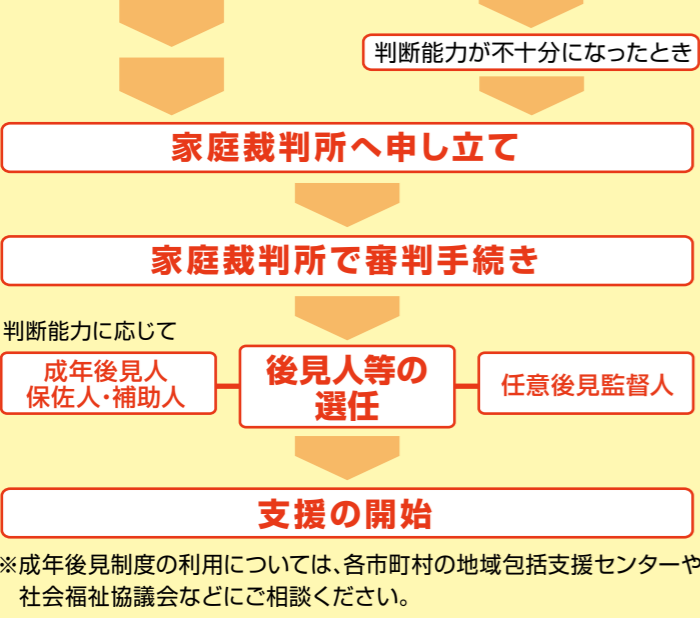 判断能力が不十分になったとき
家庭裁判所へ申し立て
家庭裁判所で審判手続き
判断能力に応じて
成年後見人
保佐人・補助人
後見人等の
選任
任意後見監督人
支援の開始
※成年後見制度の利用については、各市町村の地域包括支援センターや
社会福祉協議会などにご相談ください。